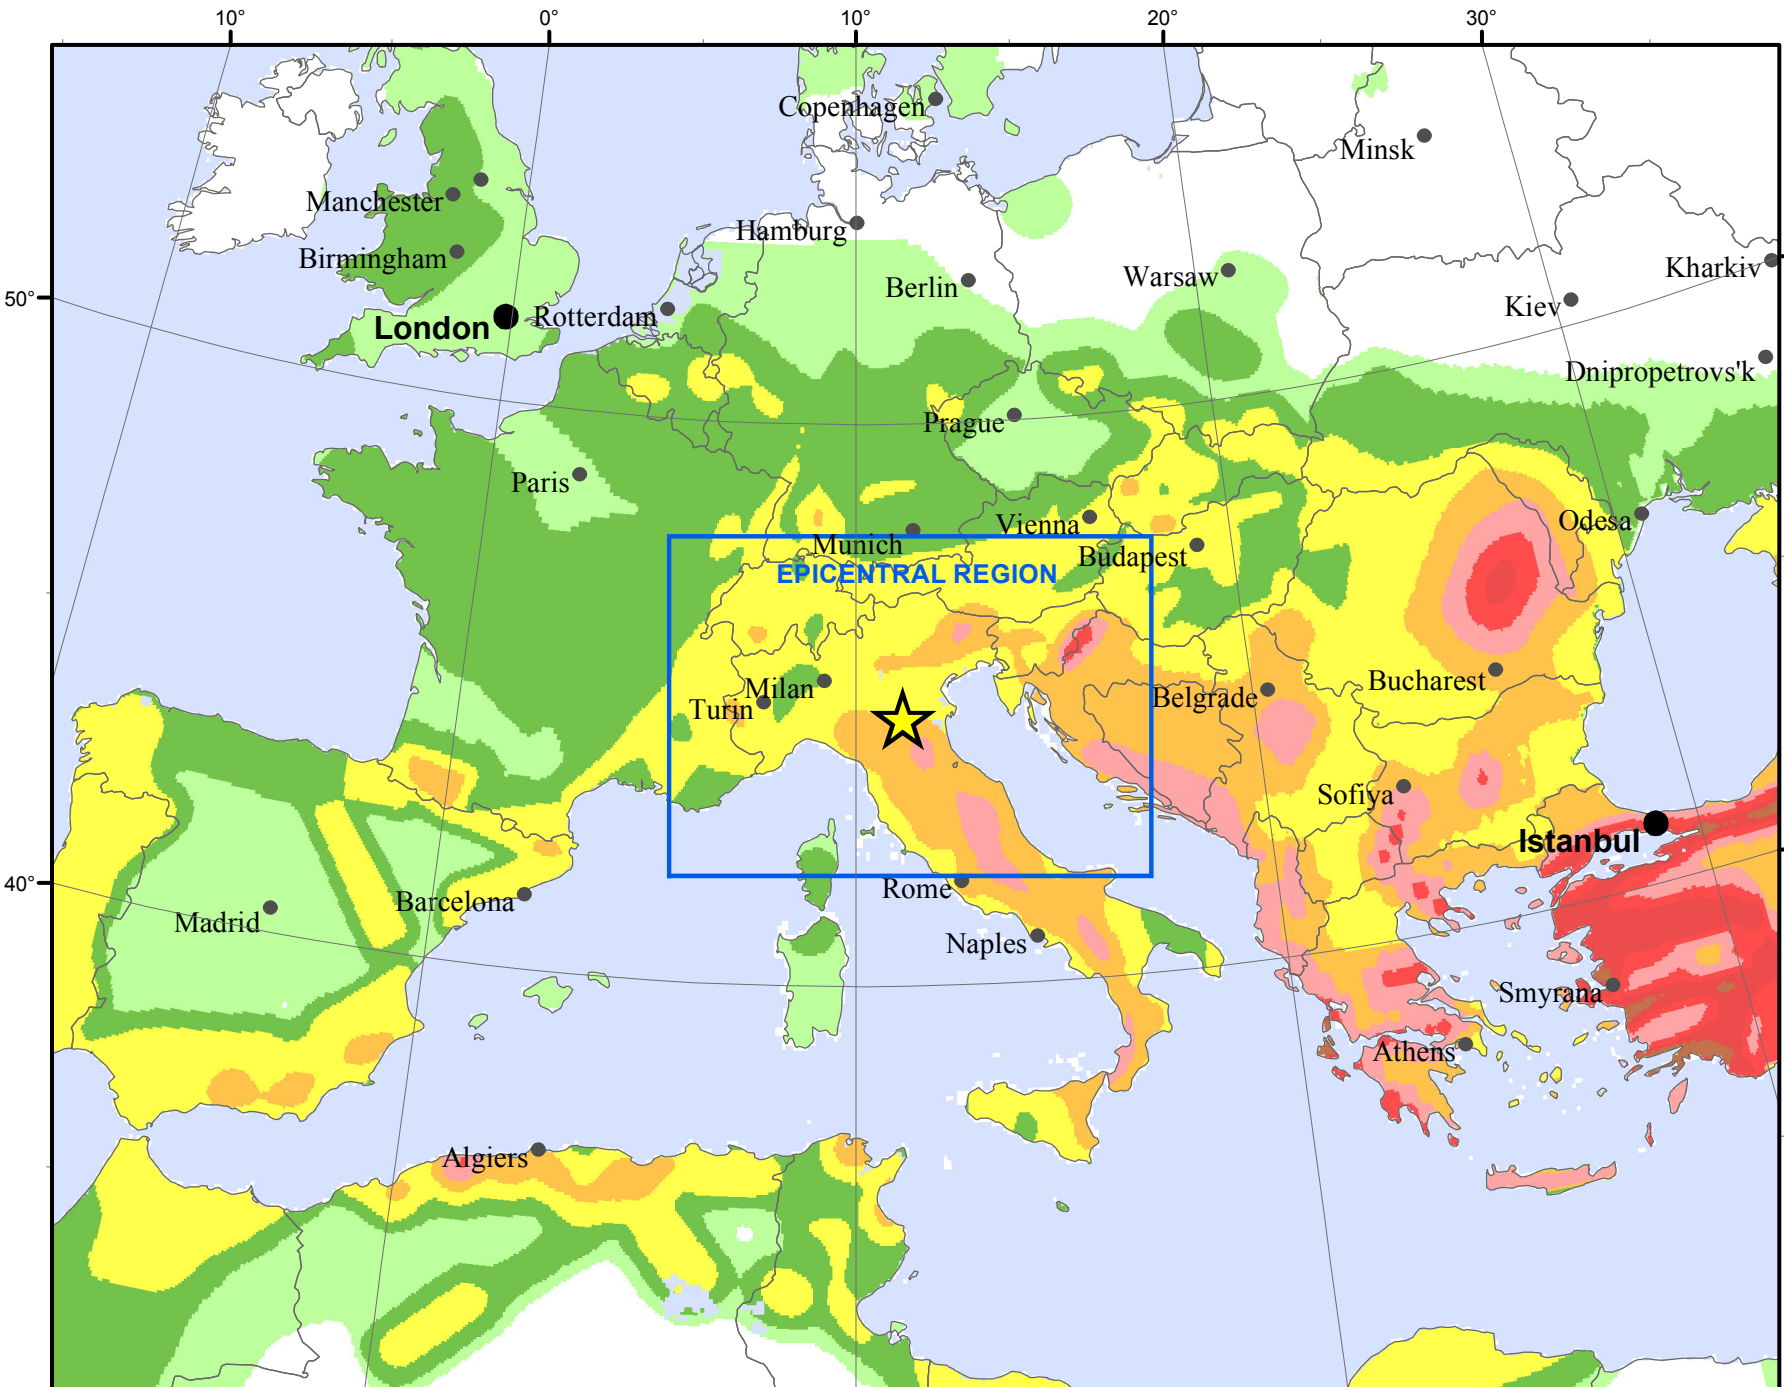 10°
0°
10°
20°
30°
Copenhagen
Minsk
Manchester
Hamburg
Birmingham
Kharkiv
Warsaw
Berlin
50°
Kiev
Rotterdam
London
Dnipropetrovs'k
Prague
Paris
Odesa
Vienna
Munich
Budapest
EPICENTRAL REGION
Bucharest
Milan
Belgrade
Turin
Sofiya
Istanbul
40°
Rome
Barcelona
Madrid
Naples
Smyrana
Athens
Algiers